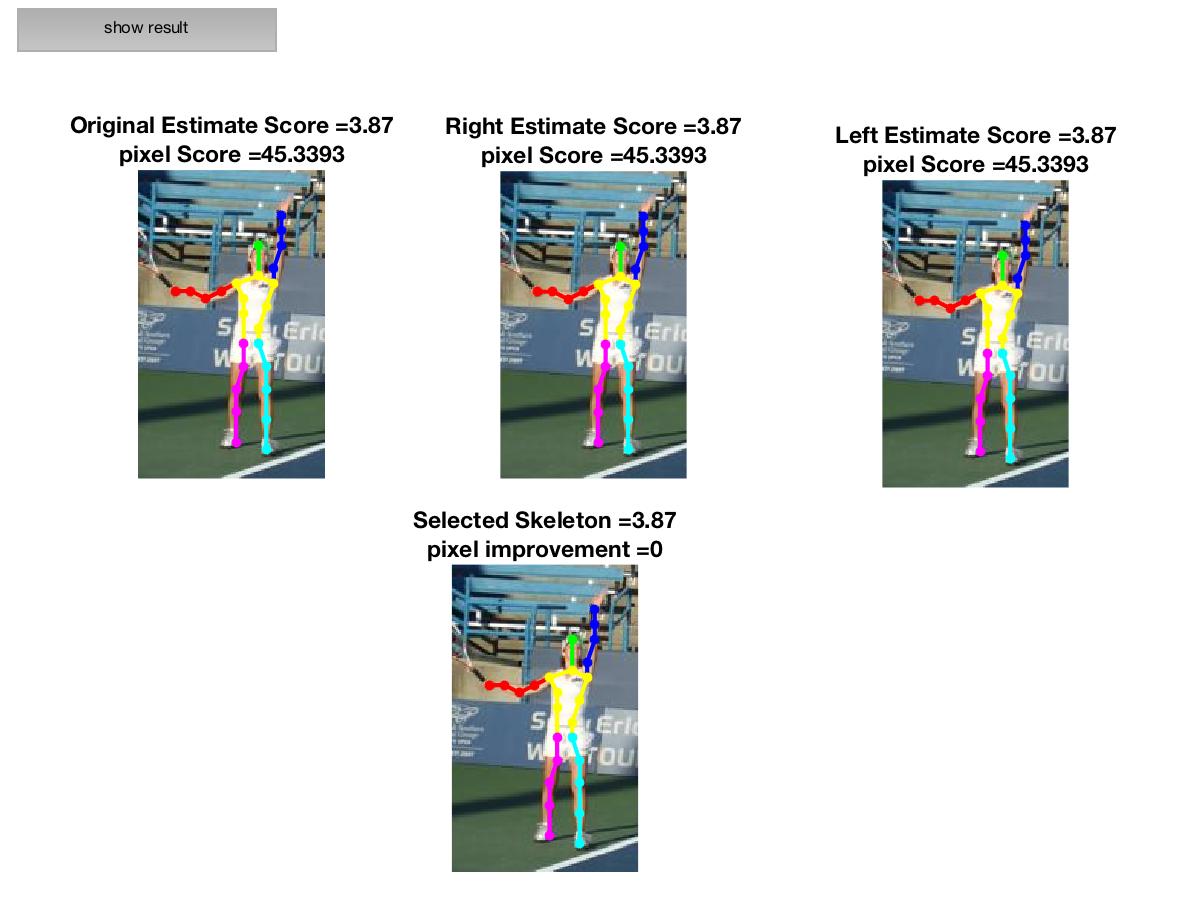 show result
Original Estimate Score =3.87
pixel Score =45.3393
Right Estimate Score =3.87
pixel Score =45.3393
Left Estimate Score =3.87
pixel Score =45.3393
Selected Skeleton =3.87
pixel improvement =0